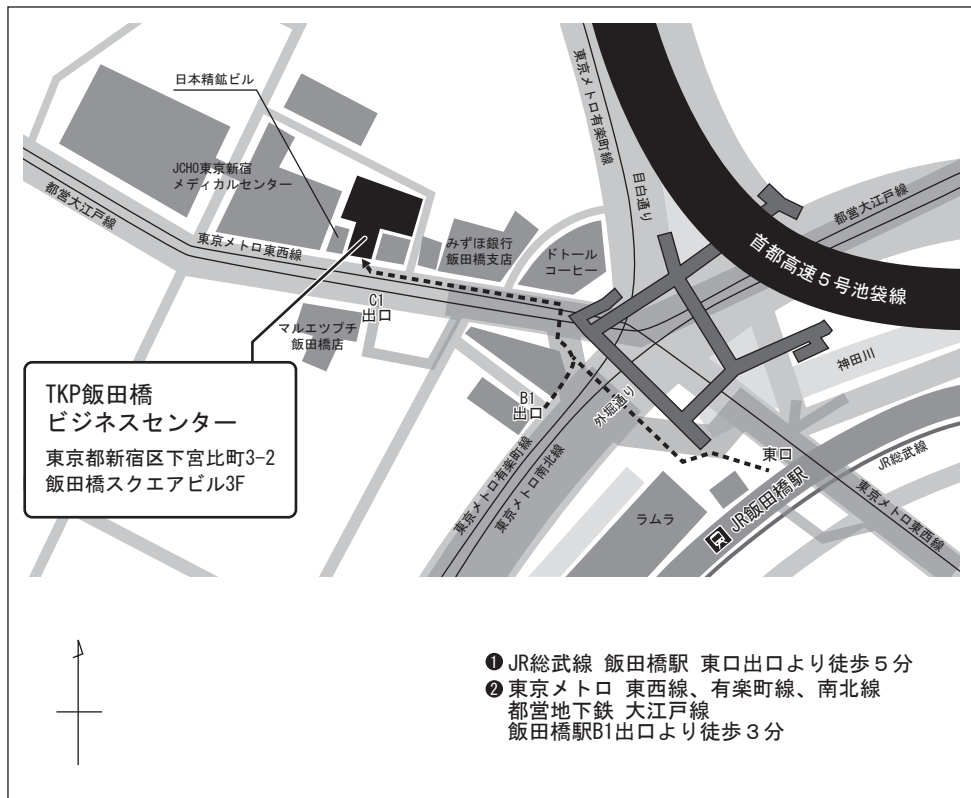 日本精鉱ビル
JCHO東京新宿
メディカルセンター
都営大江戸線
東京メトロ東西線
みずほ銀行
飯田橋支店
ドトール
コーヒー
東京メトロ有楽町線
目白通り
都営大江戸線
首都高速5号池袋線
神田川
C1
出口
マルエツプチ
飯田橋店
B1
出口
外堀通り
東口
JR総武線
JR飯田橋駅
東京メトロ東西線
東京メトロ有楽町線
東京メトロ南北線
ラムラ
TKP飯田橋
ビジネスセンター
東京都新宿区下宮比町3-2
飯田橋スクエアビル3F
❶ JR総武線 飯田橋駅 東口出口より徒歩5分
❷ 東京メトロ 東西線、有楽町線、南北線
都営地下鉄 大江戸線
飯田橋駅B1出口より徒歩3分